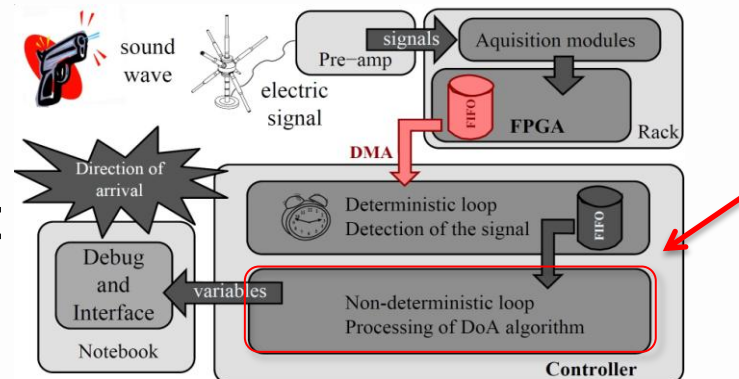 sound
wave
electric
signal
Pre-amp
signals
Aquisition modules
FIFO
FPGA
Rack
DMA
Direction of
arrival
Deterministic loop
Detection of the signal
FIFO
Debug
and
Interface
variables
Non-deterministic loop
Processing of DoA algorithm
Notebook
Controller